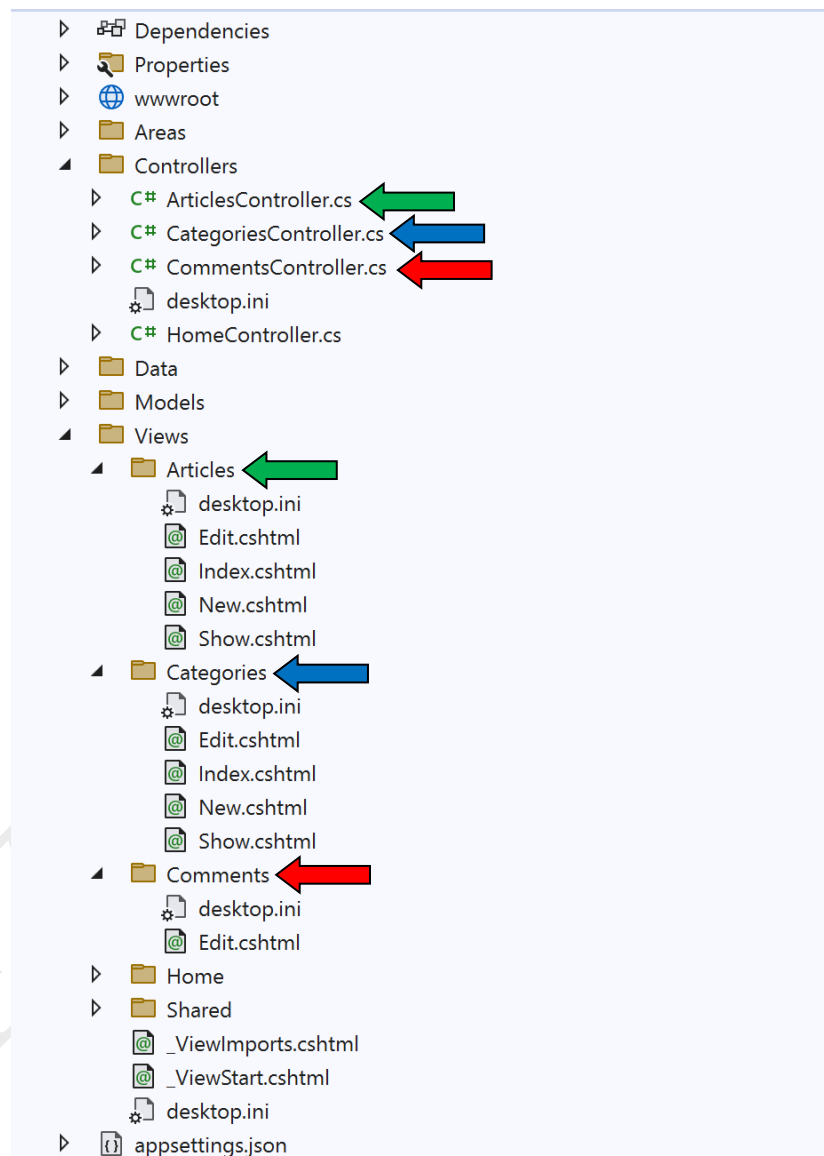 Dependencies
Properties
wwwroot
Areas
Controllers
C# ArticlesController.cs
C# CategoriesController.cs
C# CommentsController.cs
desktop.ini
C# HomeController.cs
Data
Models
Views
Articles
desktop.ini
@ Edit.cshtml
@ Index.cshtml
@ New.cshtml
@ Show.cshtml
Categories
desktop.ini
@ Edit.cshtml
@ Index.cshtml
@ New.cshtml
@ Show.cshtml
Comments
desktop.ini
@ Edit.cshtml
Home
Shared
@ _ViewImports.cshtml
@ _ViewStart.cshtml
desktop.ini
{} appsettings.json